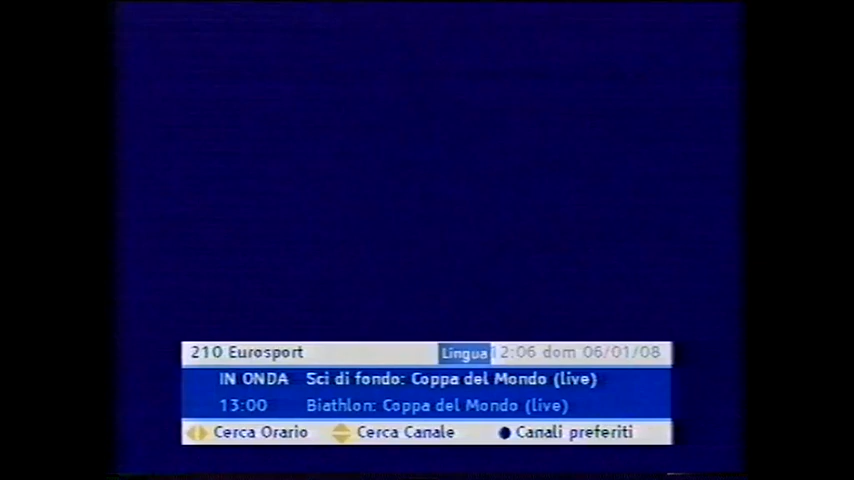 210 Eurosport Lingua 12:06 dom 06/01/08
IN ONDA Sci di fondo: Coppa del Mondo (live)
13:00 Biathlon: Coppa del Mondo (live)
Cerca Orario Cerca Canale Canali preferiti